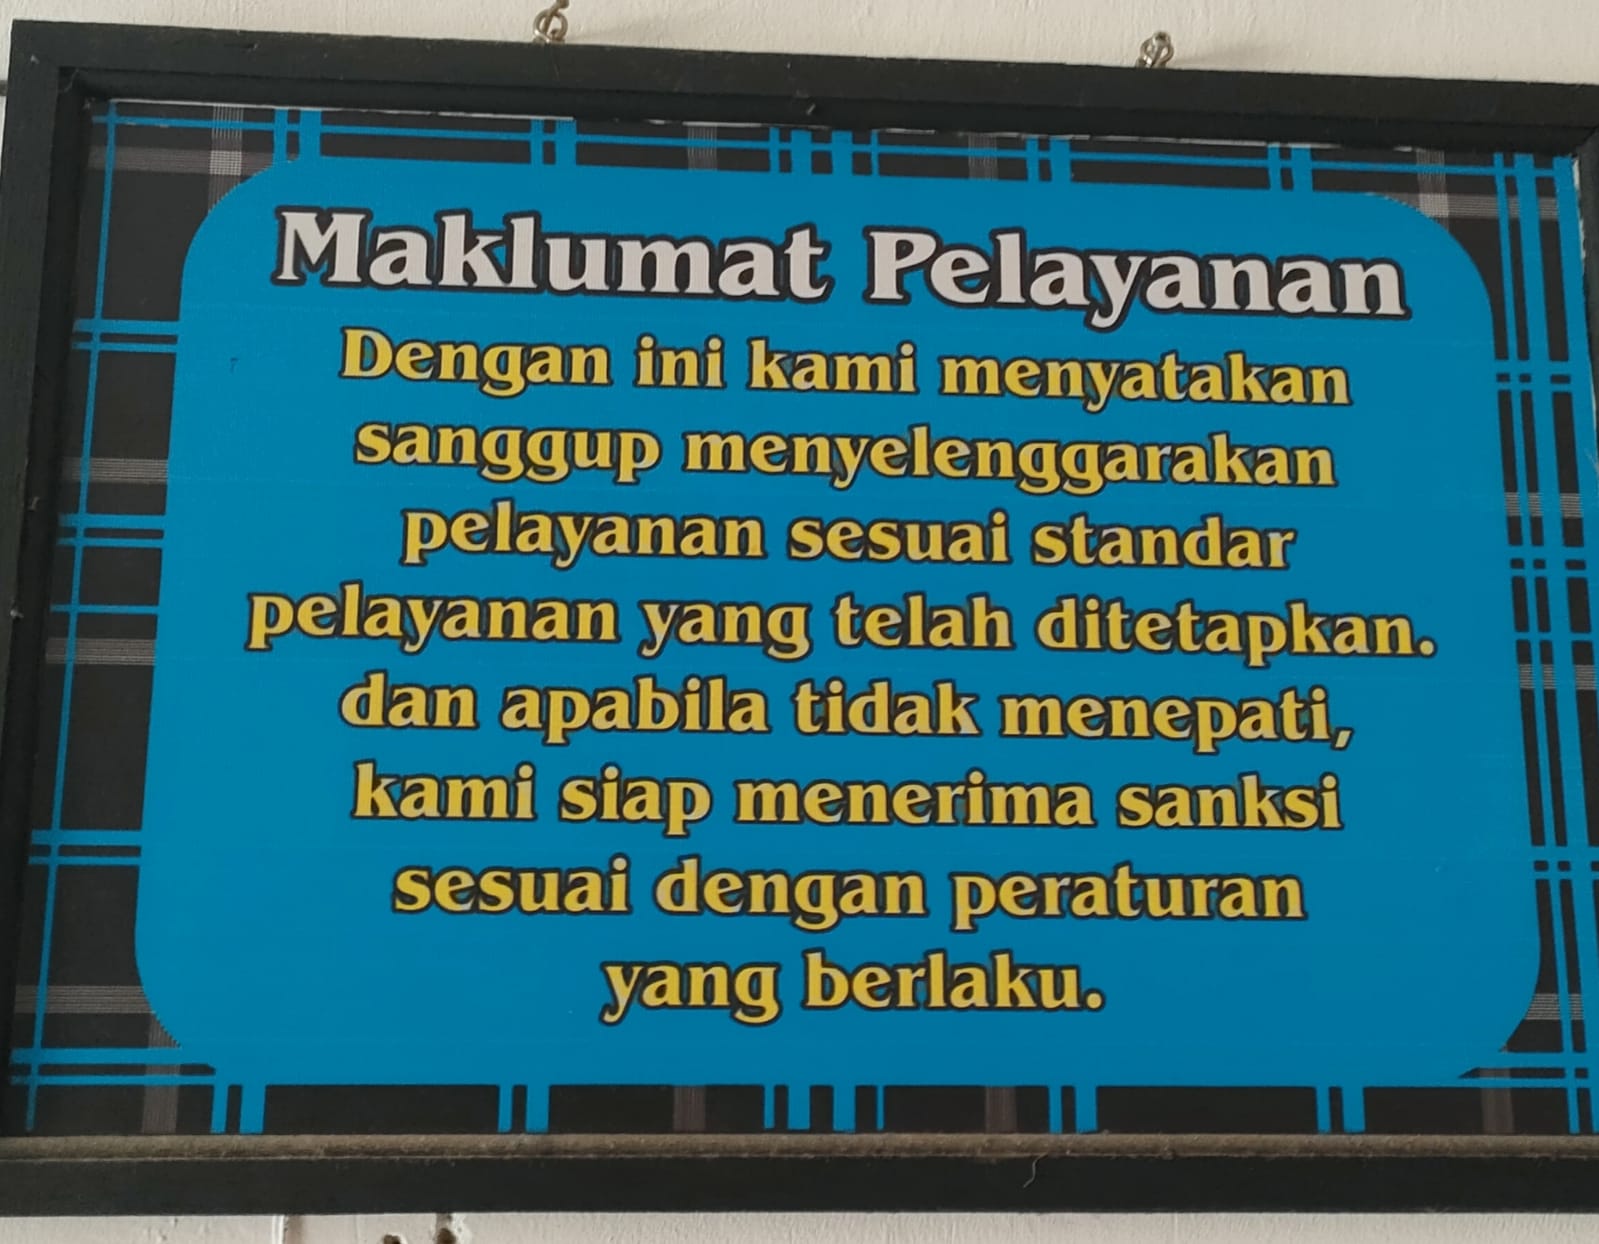 Maklumat Pelayanan
Dengan ini kami menyatakan
sanggup menyelenggarakan
pelayanan sesuai standar
pelayanan yang telah ditetapkan.
dan apabila tidak menepati,
kami siap menerima sanksi
sesuai dengan peraturan
yang berlaku.